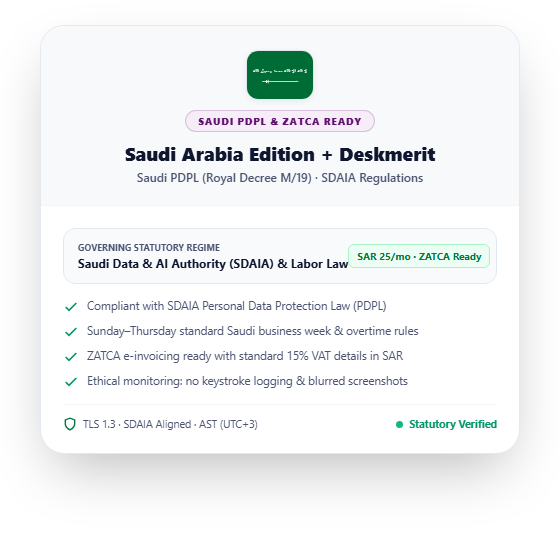 SAUDI PDPL & ZATCA READY
Saudi Arabia Edition + Deskmerit
Saudi PDPL (Royal Decree M/19) · SDAIA Regulations
GOVERNING STATUTORY REGIME
Saudi Data & AI Authority (SDAIA) & Labor Law
SAR 25/mo · ZATCA Ready
Compliant with SDAIA Personal Data Protection Law (PDPL)
Sunday–Thursday standard Saudi business week & overtime rules
ZATCA e-invoicing ready with standard 15% VAT details in SAR
Ethical monitoring: no keystroke logging & blurred screenshots
TLS 1.3 · SDAIA Aligned · AST (UTC+3)
Statutory Verified